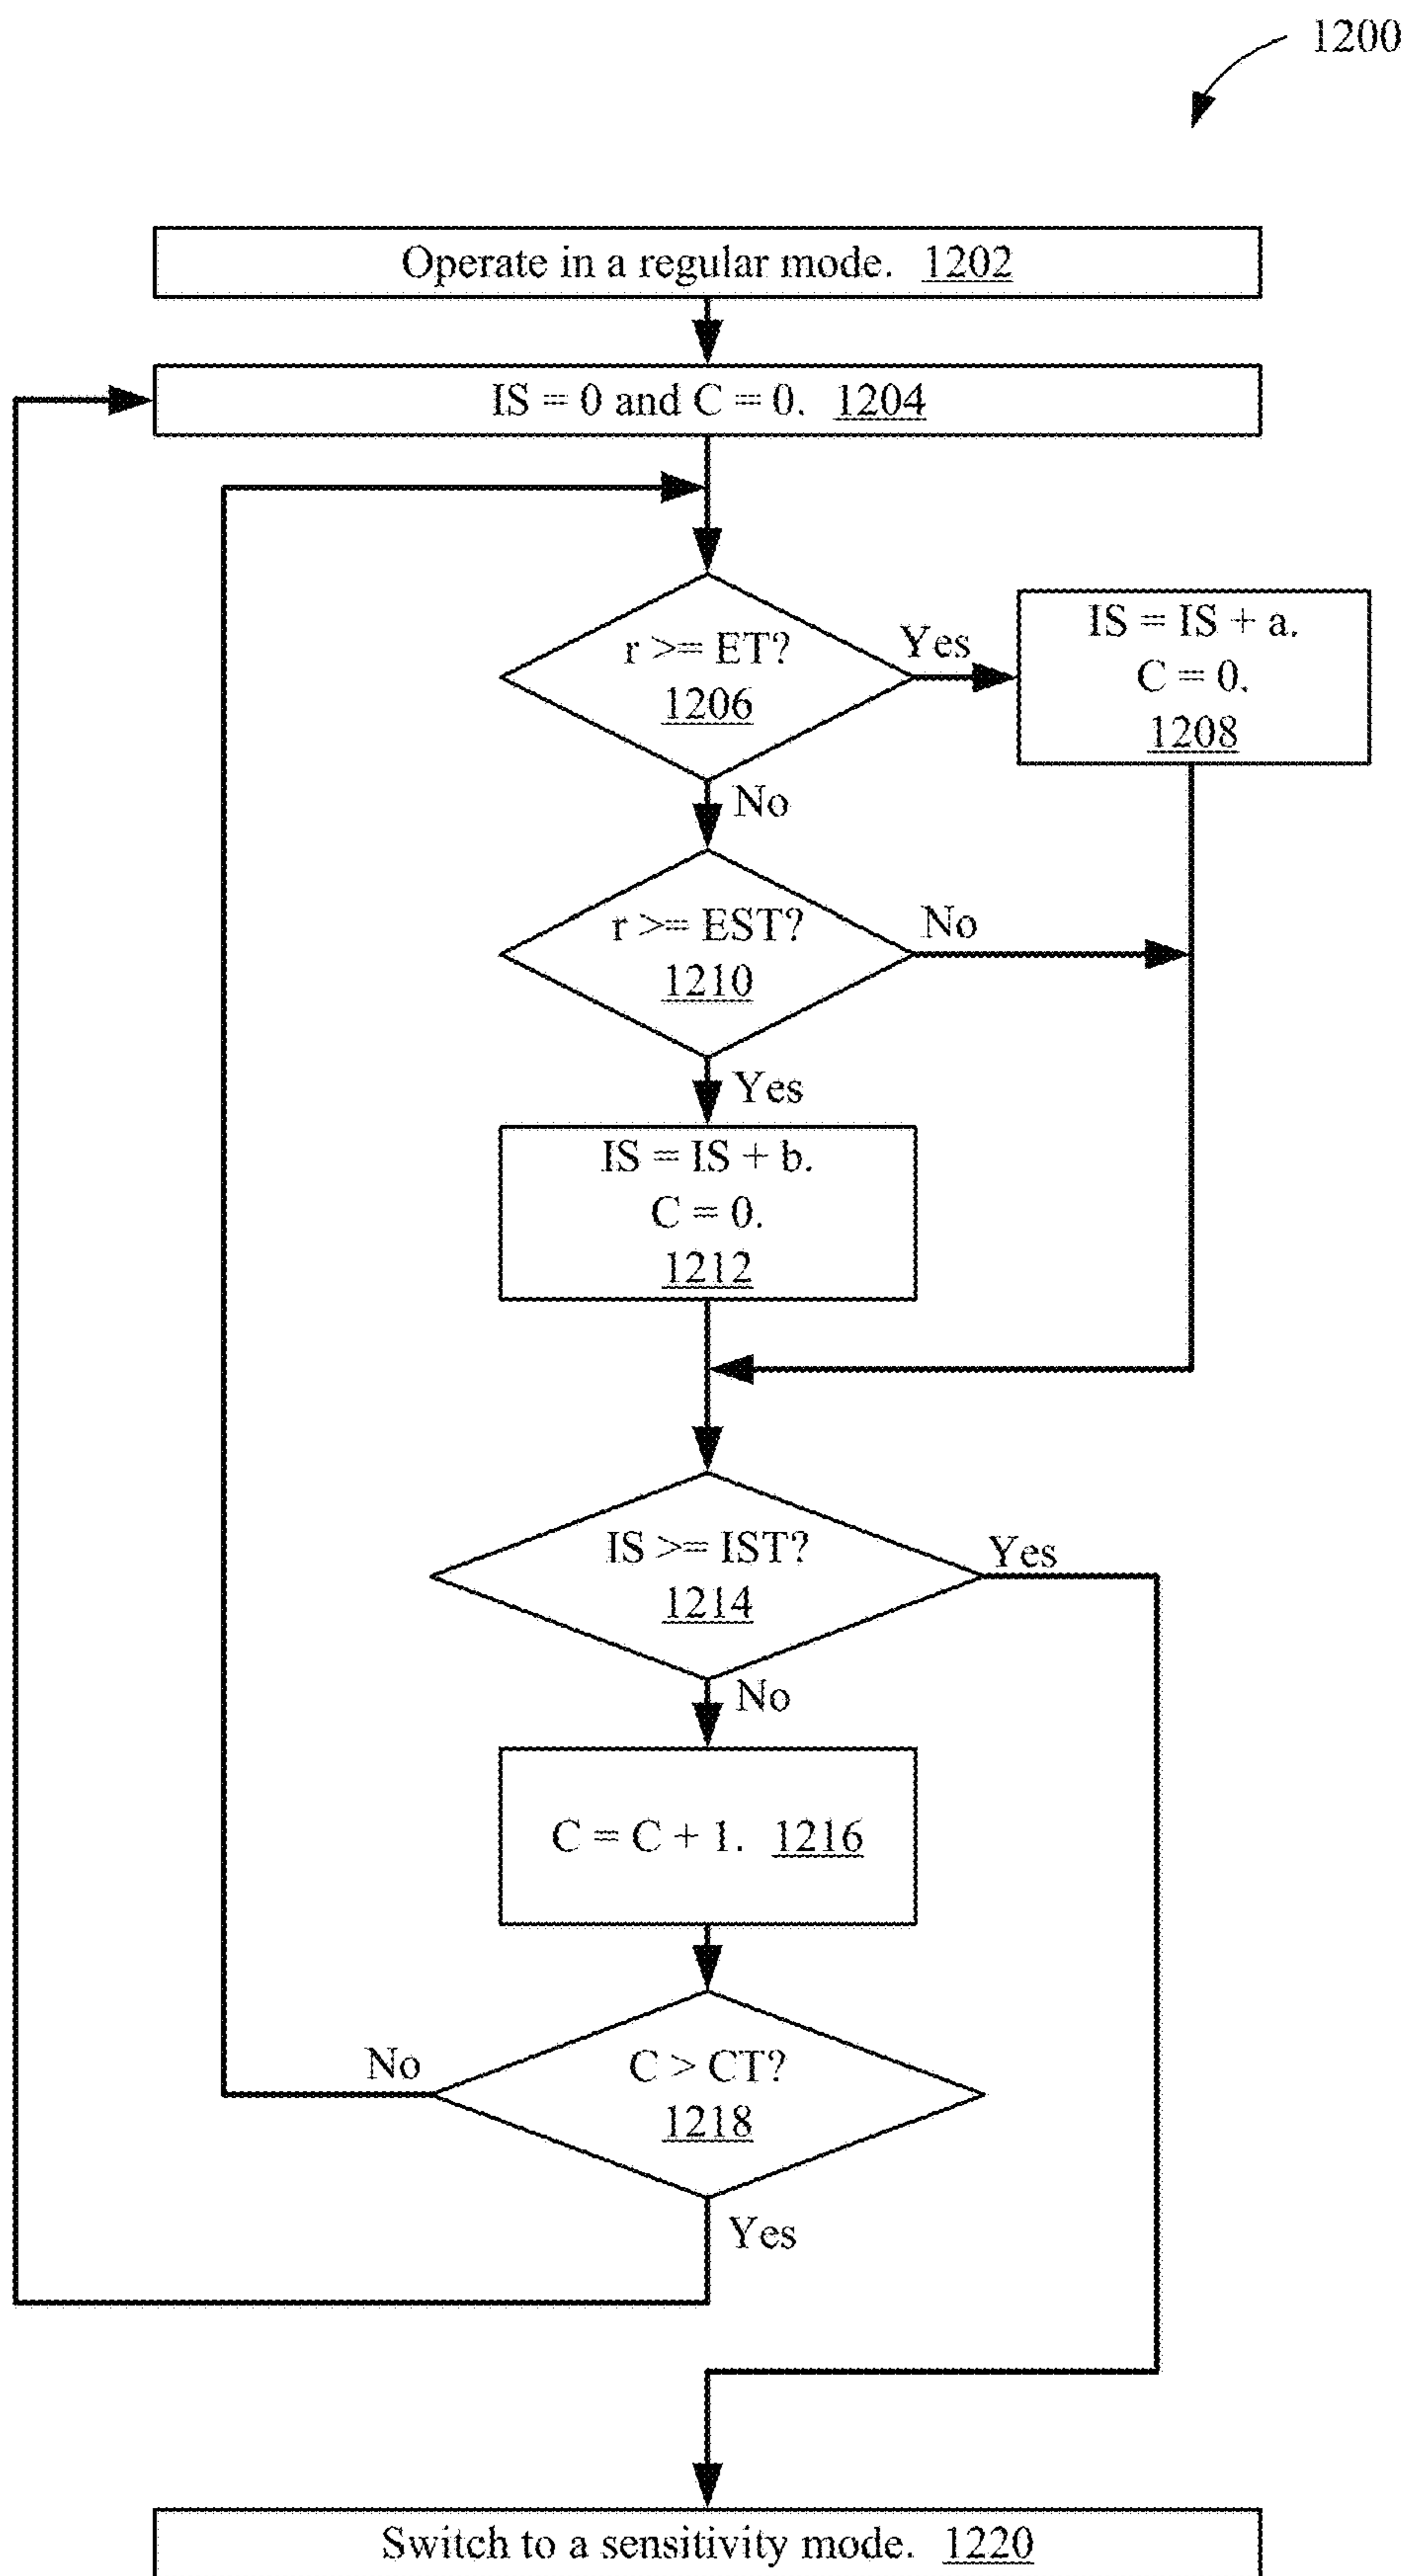 1200
Operate in a regular mode. 1202
IS = 0 and C = 0. 1204
r >= ET?
1206
Yes
IS = IS + a.
C = 0.
1208
No
r >= EST?
1210
No
Yes
IS = IS + b.
C = 0.
1212
IS >= IST?
1214
Yes
No
C = C + 1. 1216
C > CT?
1218
No
Yes
Switch to a sensitivity mode. 1220